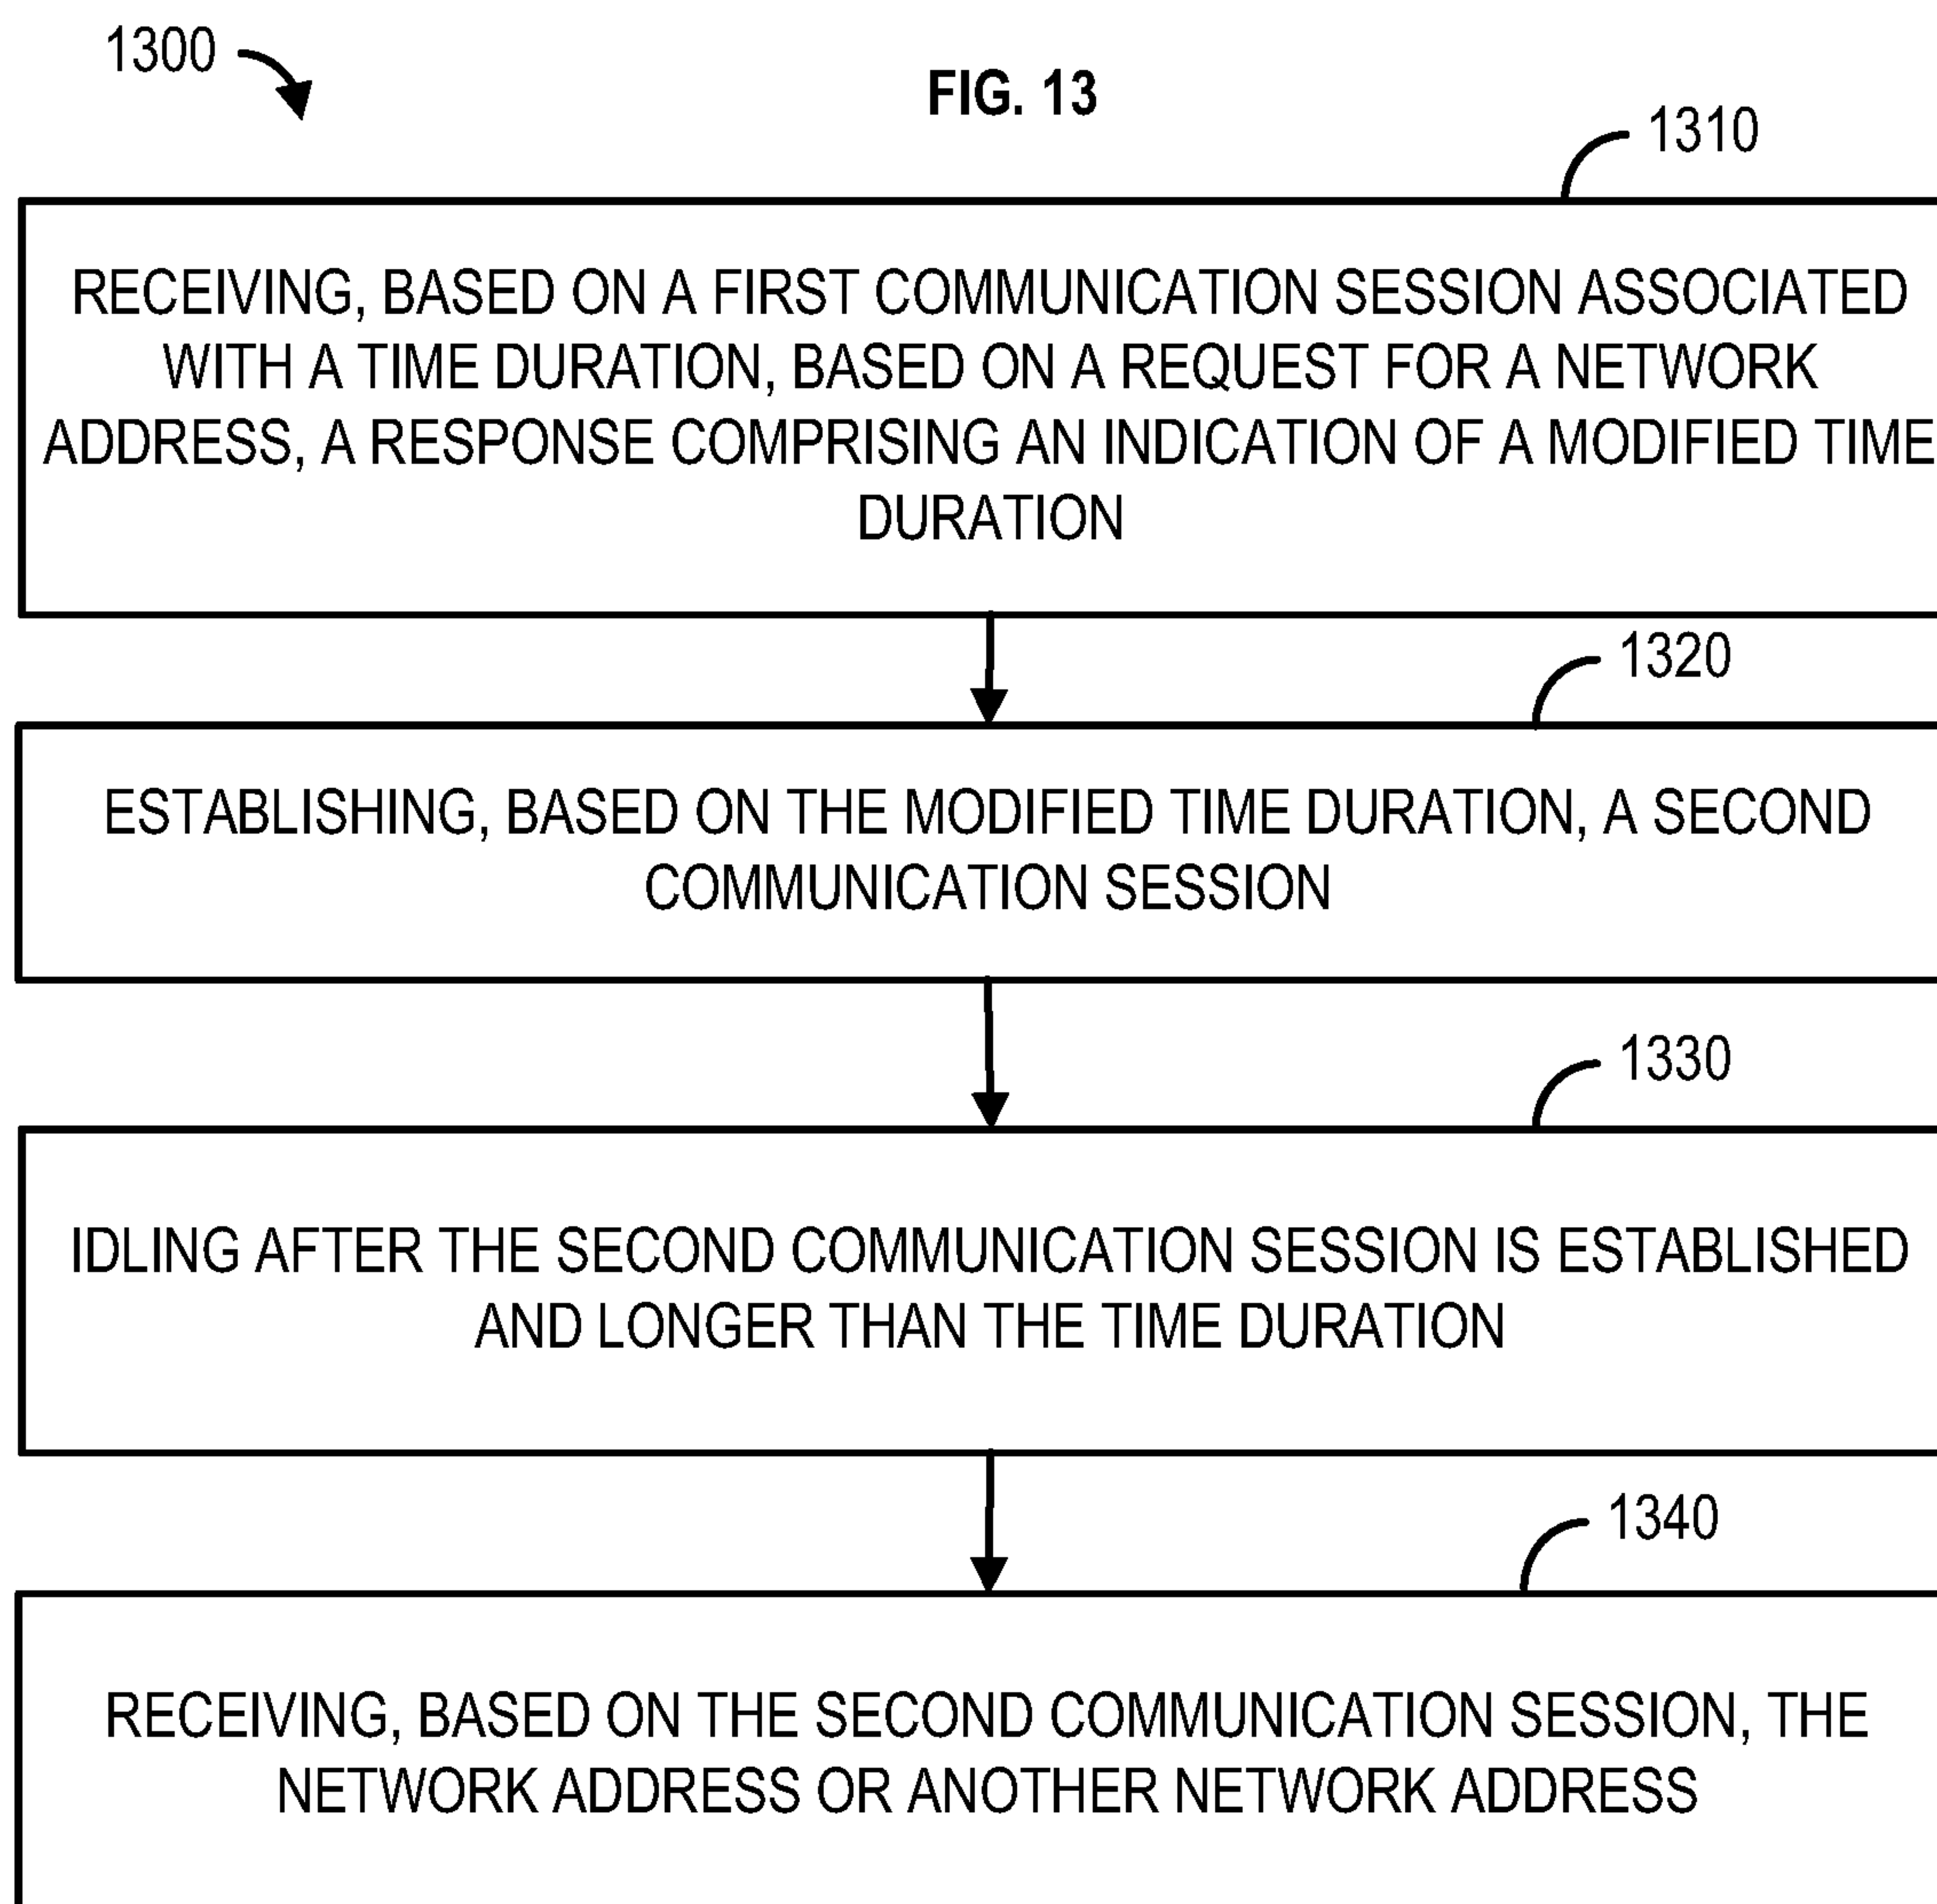 1300
FIG. 13
1310
RECEIVING, BASED ON A FIRST COMMUNICATION SESSION ASSOCIATED
WITH A TIME DURATION, BASED ON A REQUEST FOR A NETWORK
ADDRESS, A RESPONSE COMPRISING AN INDICATION OF A MODIFIED TIME
DURATION
1320
ESTABLISHING, BASED ON THE MODIFIED TIME DURATION, A SECOND
COMMUNICATION SESSION
1330
IDLING AFTER THE SECOND COMMUNICATION SESSION IS ESTABLISHED
AND LONGER THAN THE TIME DURATION
1340
RECEIVING, BASED ON THE SECOND COMMUNICATION SESSION, THE
NETWORK ADDRESS OR ANOTHER NETWORK ADDRESS